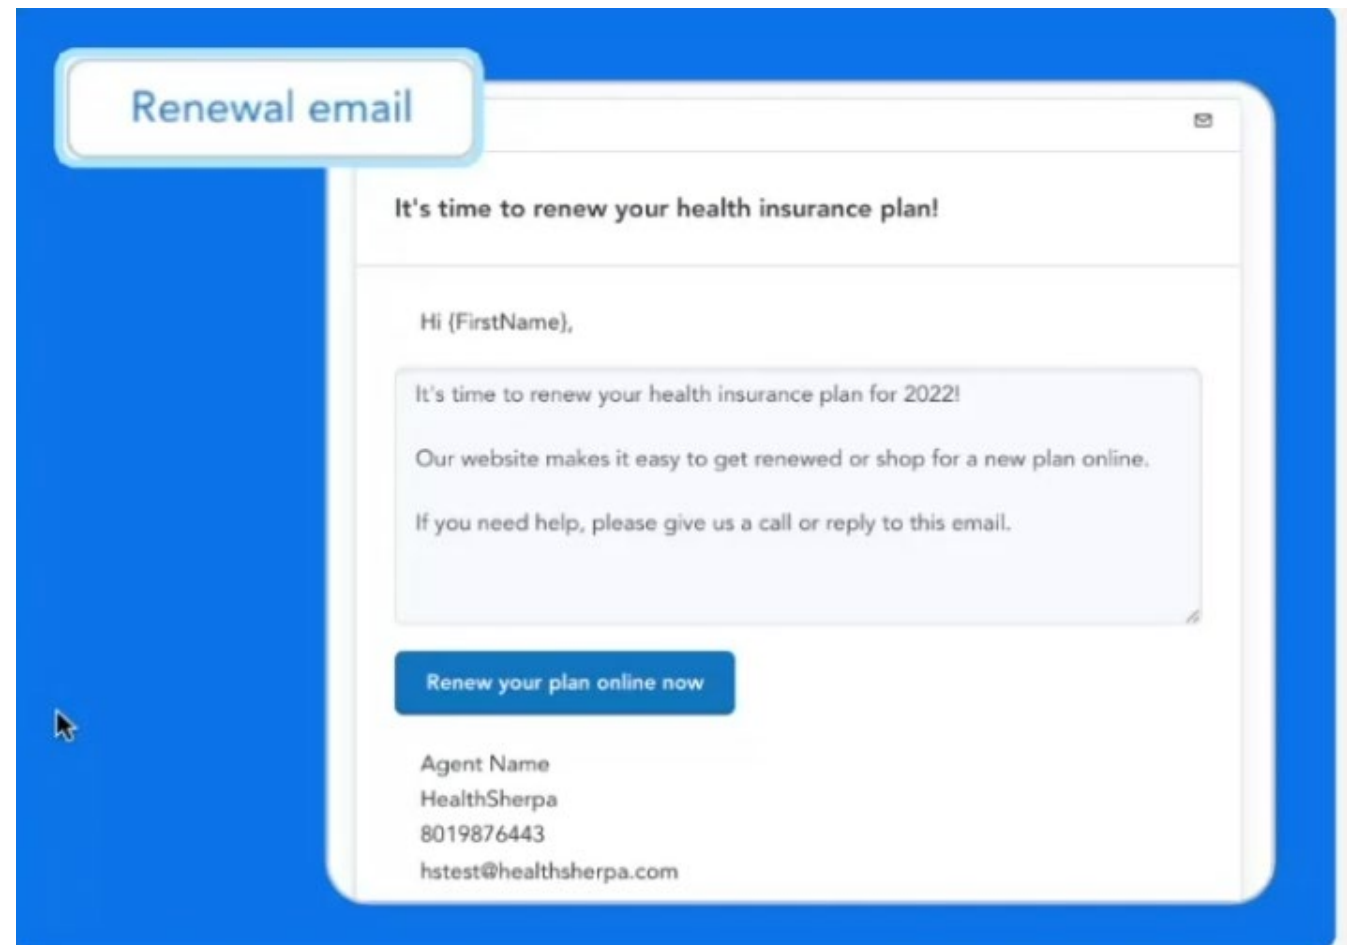 Renewal email
It's time to renew your health insurance plan!
Hi {FirstName},
It's time to renew your health insurance plan for 2022!
Our website makes it easy to get renewed or shop for a new plan online.
If you need help, please give us a call or reply to this email.
Renew your plan online now
Agent Name
HealthSherpa
8019876443
hstest@healthsherpa.com